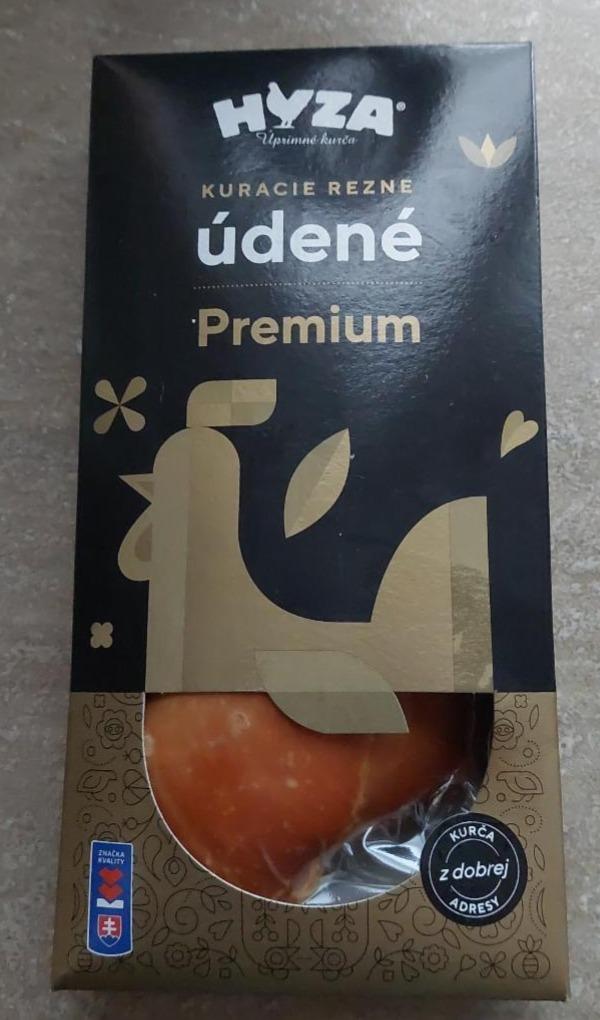 HYZA®
Úprimné kurča
KURACIE REZNE
údené
Premium
ZNAČKA
KVALITY
KURČA
z dobrej
ADRESY